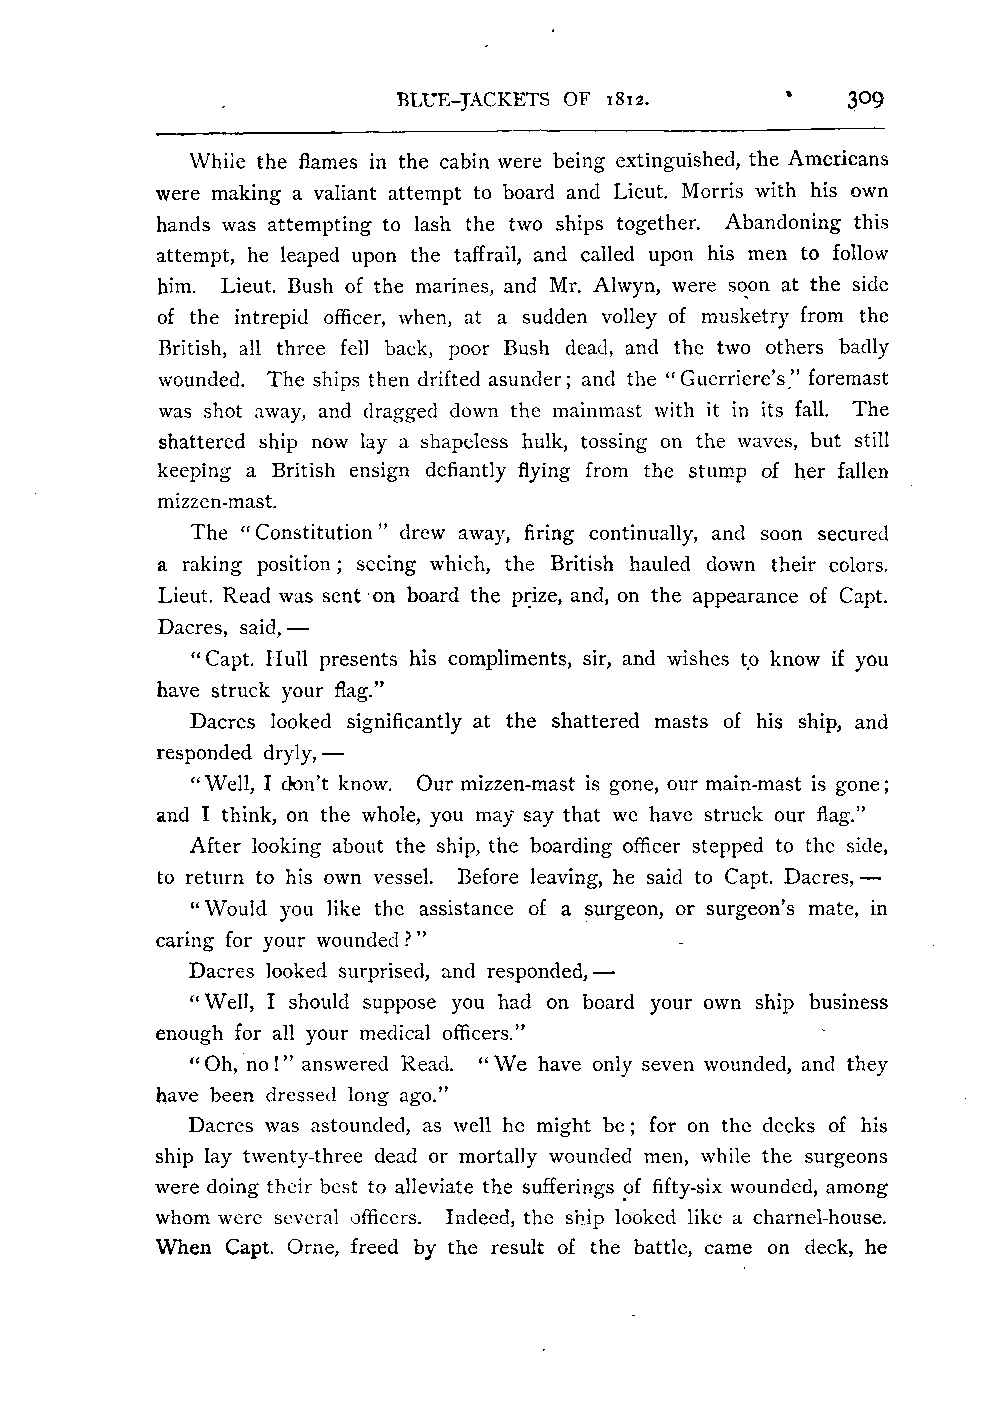 BLUE-JACKETS OF 1812. 309
While the flames in the cabin were being extinguished, the Americans
were making a valiant attempt to board and Lieut. Morris with his own
hands was attempting to lash the two ships together. Abandoning this
attempt, he leaped upon the taffrail, and called upon his men to follow
him. Lieut. Bush of the marines, and Mr. Alwyn, were soon at the side
of the intrepid officer, when, at a sudden volley of musketry from the
British, all three fell back, poor Bush dead, and the two others badly
wounded. The ships then drifted asunder; and the "Guerriere's" foremast
was shot away, and dragged down the mainmast with it in its fall. The
shattered ship now lay a shapeless hulk, tossing on the waves, but still
keeping a British ensign defiantly flying from the stump of her fallen
mizzen-mast.
The "Constitution" drew away, firing continually, and soon secured
a raking position; seeing which, the British hauled down their colors.
Lieut. Read was sent on board the prize, and, on the appearance of Capt.
Dacres, said, —
"Capt. Hull presents his compliments, sir, and wishes to know if you
have struck your flag."
Dacres looked significantly at the shattered masts of his ship, and
responded dryly, —
"Well, I don't know. Our mizzen-mast is gone, our main-mast is gone;
and I think, on the whole, you may say that we have struck our flag."
After looking about the ship, the boarding officer stepped to the side,
to return to his own vessel. Before leaving, he said to Capt. Dacres, —
"Would you like the assistance of a surgeon, or surgeon's mate, in
caring for your wounded?"
Dacres looked surprised, and responded, —
"Well, I should suppose you had on board your own ship business
enough for all your medical officers."
"Oh, no!" answered Read. "We have only seven wounded, and they
have been dressed long ago."
Dacres was astounded, as well he might be; for on the decks of his
ship lay twenty-three dead or mortally wounded men, while the surgeons
were doing their best to alleviate the sufferings of fifty-six wounded, among
whom were several officers. Indeed, the ship looked like a charnel-house.
When Capt. Orne, freed by the result of the battle, came on deck, he